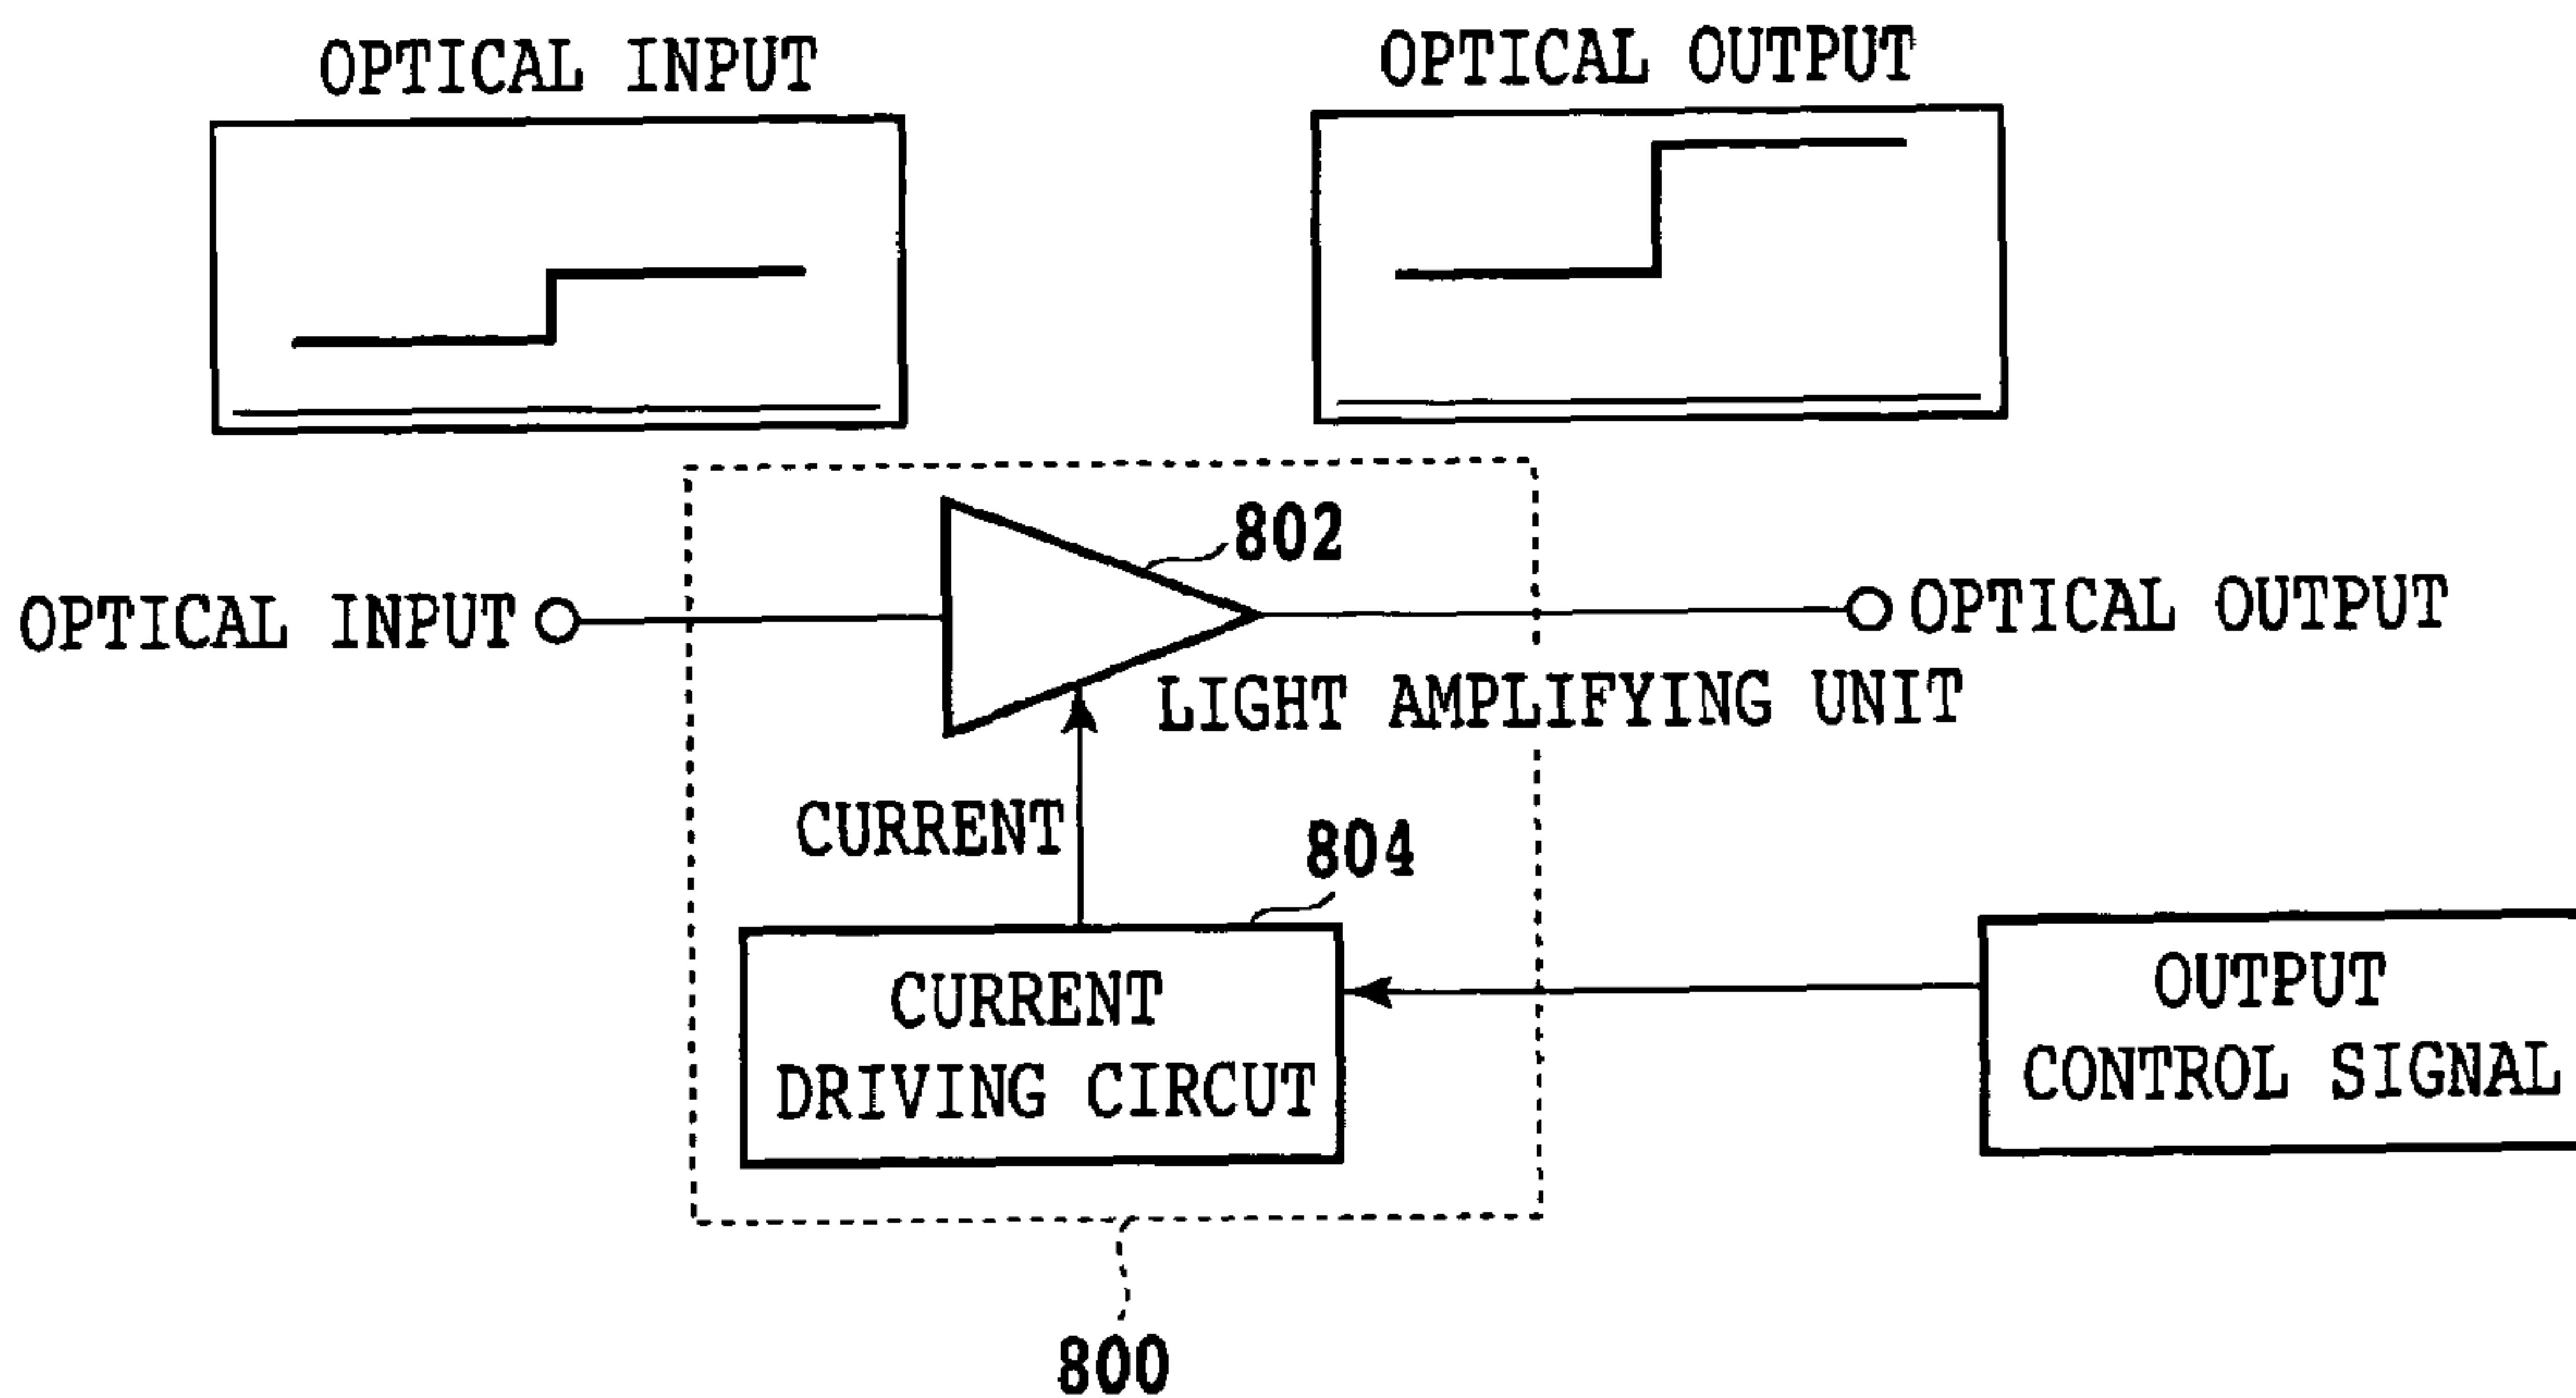 OPTICAL INPUT
OPTICAL OUTPUT
802
OPTICAL INPUT
OPTICAL OUTPUT
LIGHT AMPLIFYING UNIT
CURRENT
804
CURRENT
DRIVING CIRCUT
OUTPUT
CONTROL SIGNAL
800